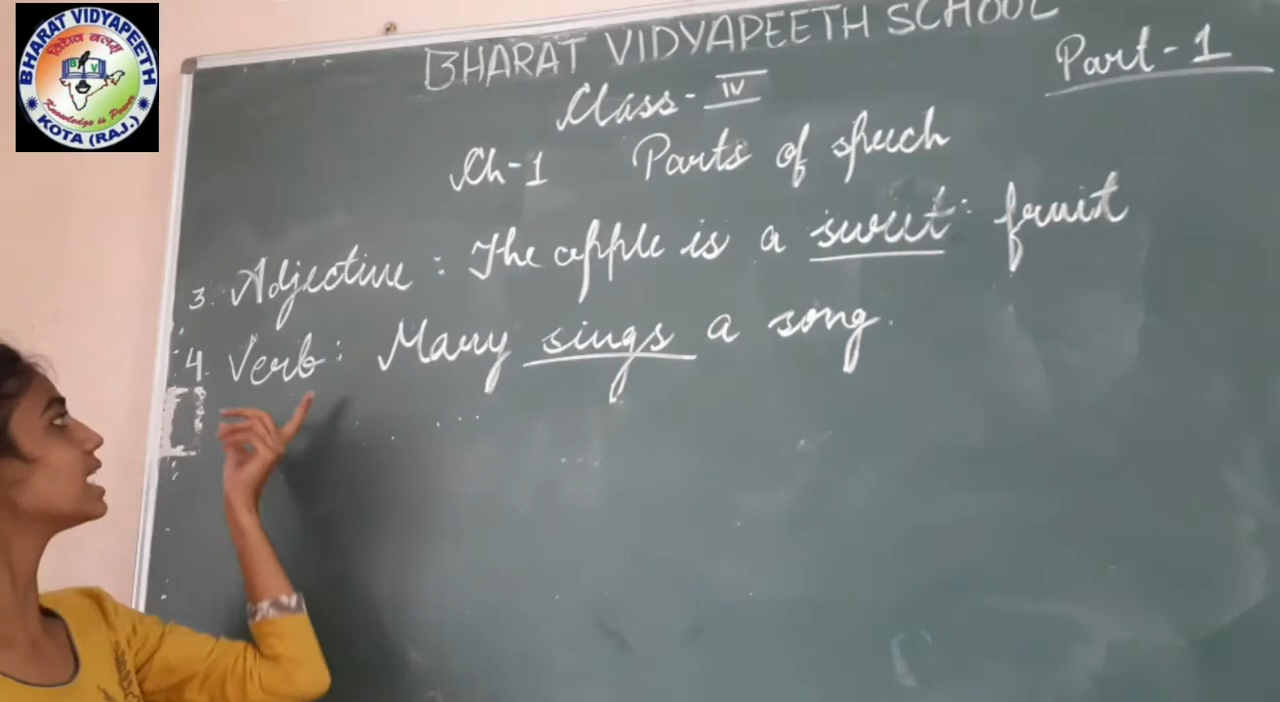 BHARAT VIDYAPEETH
विद्यैव बलम्
B V
Knowledge is Power
KOTA (RAJ.)
BHARAT VIDYAPEETH SCHOOL
Part-1
Class-IV
Ch-1 Parts of speech
3. Adjective: The apple is a sweet fruit
4. Verb: Mary sings a song.